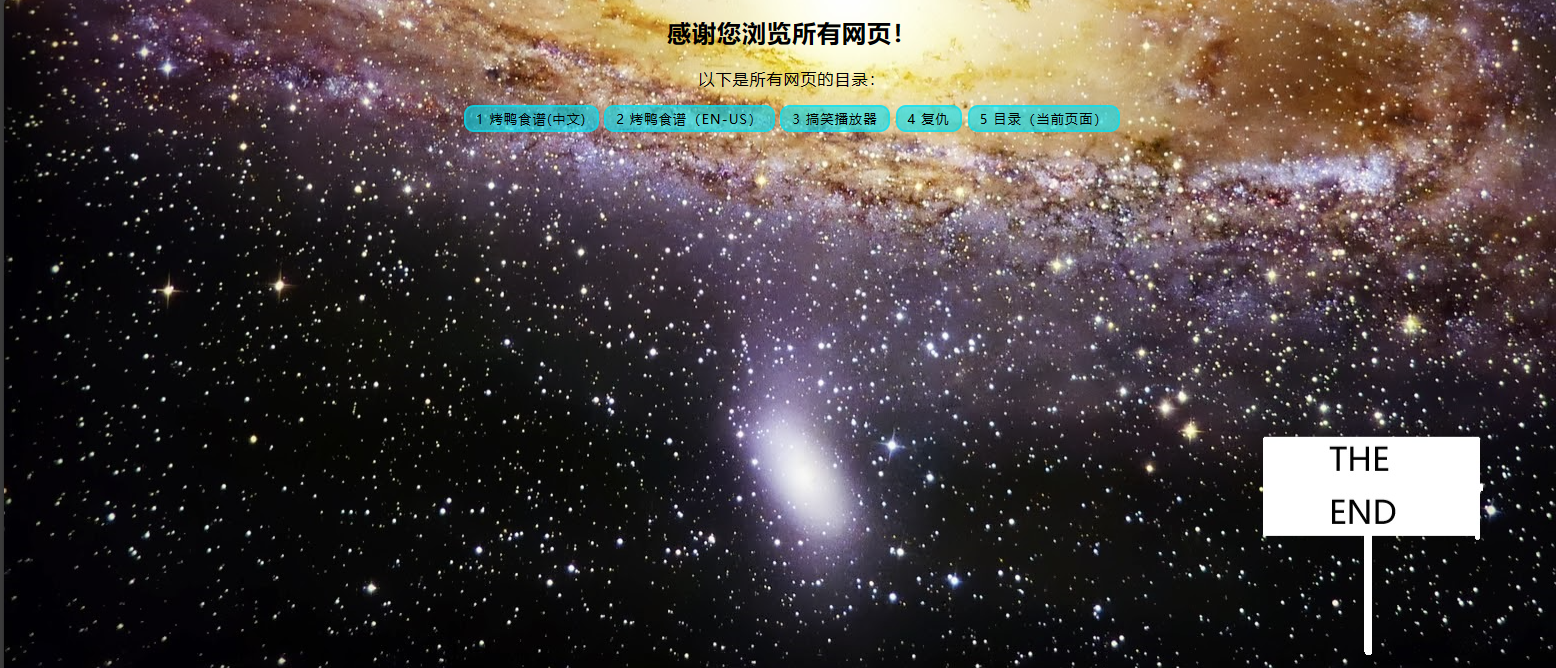 感谢您浏览所有网页！
以下是所有网页的目录：
1 烤鸭食谱(中文) 2 烤鸭食谱（EN-US） 3 搞笑播放器 4 复仇 5 目录（当前页面）
THE
END